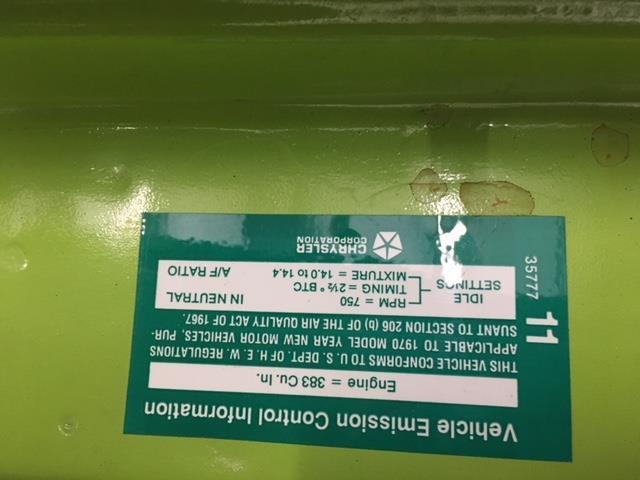 Vehicle Emission Control Information
Engine = 383 Cu. In.
THIS VEHICLE CONFORMS TO U. S. DEPT. OF H. E. W. REGULATIONS
APPLICABLE TO 1970 MODEL YEAR NEW MOTOR VEHICLES, PUR-
SUANT TO SECTION 206 (b) OF THE AIR QUALITY ACT OF 1967.
IDLE SETTINGS
RPM = 750 IN NEUTRAL
TIMING = 2½° BTC
MIXTURE = 14.0 to 14.4 A/F RATIO
CHRYSLER
CORPORATION
11
35777